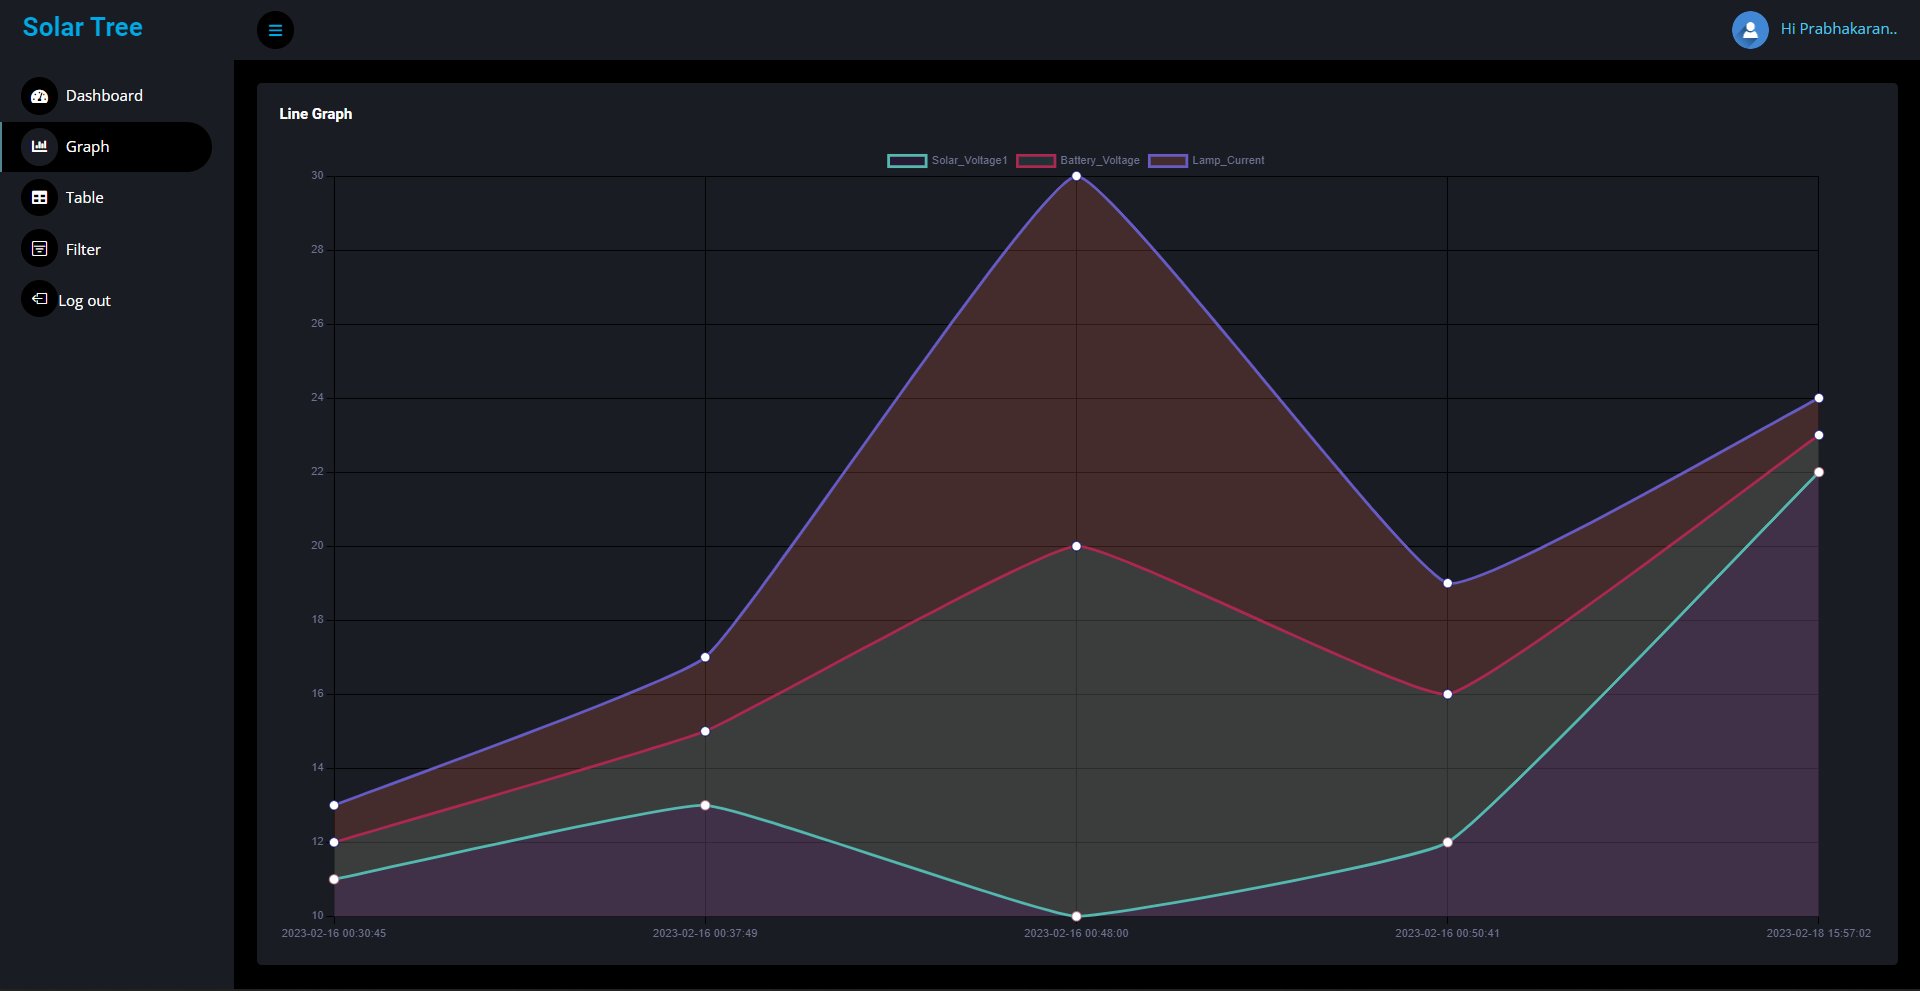 Solar Tree
Hi Prabhakaran..
Dashboard
Graph
Table
Filter
Log out
Line Graph
Solar_Voltage1 Battery_Voltage Lamp_Current
30
28
26
24
22
20
18
16
14
12
10
2023-02-16 00:30:45 2023-02-16 00:37:49 2023-02-16 00:48:00 2023-02-16 00:50:41 2023-02-18 15:57:02